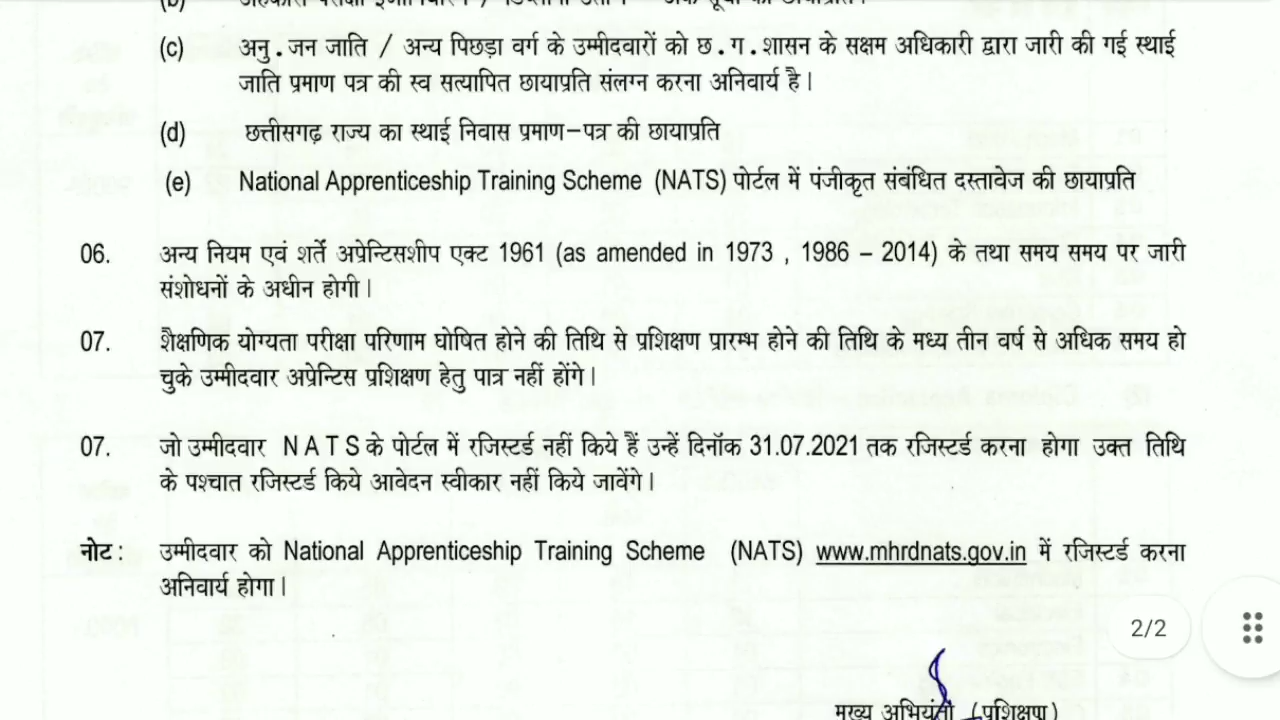 (c) अनु.जन जाति / अन्य पिछड़ा वर्ग के उम्मीदवारों को छ.ग.शासन के सक्षम अधिकारी द्वारा जारी की गई स्थाई
जाति प्रमाण पत्र की स्व सत्यापित छायाप्रति संलग्न करना अनिवार्य है।
(d) छत्तीसगढ़ राज्य का स्थाई निवास प्रमाण–पत्र की छायाप्रति
(e) National Apprenticeship Training Scheme (NATS) पोर्टल में पंजीकृत संबंधित दस्तावेज की छायाप्रति
06. अन्य नियम एवं शर्तें अप्रेन्टिसशीप एक्ट 1961 (as amended in 1973 , 1986 – 2014) के तथा समय समय पर जारी
संशोधनों के अधीन होगी।
07. शैक्षणिक योग्यता परीक्षा परिणाम घोषित होने की तिथि से प्रशिक्षण प्रारम्भ होने की तिथि के मध्य तीन वर्ष से अधिक समय हो
चुके उम्मीदवार अप्रेन्टिस प्रशिक्षण हेतु पात्र नहीं होंगे।
07. जो उम्मीदवार N A T S के पोर्टल में रजिस्टर्ड नहीं किये हैं उन्हें दिनॉक 31.07.2021 तक रजिस्टर्ड करना होगा उक्त तिथि
के पश्चात रजिस्टर्ड किये आवेदन स्वीकार नहीं किये जावेंगे।
नोट : उम्मीदवार को National Apprenticeship Training Scheme (NATS) www.mhrdnats.gov.in में रजिस्टर्ड करना
अनिवार्य होगा।
2/2
मुख्य अभियंता (प्रशिक्षण)